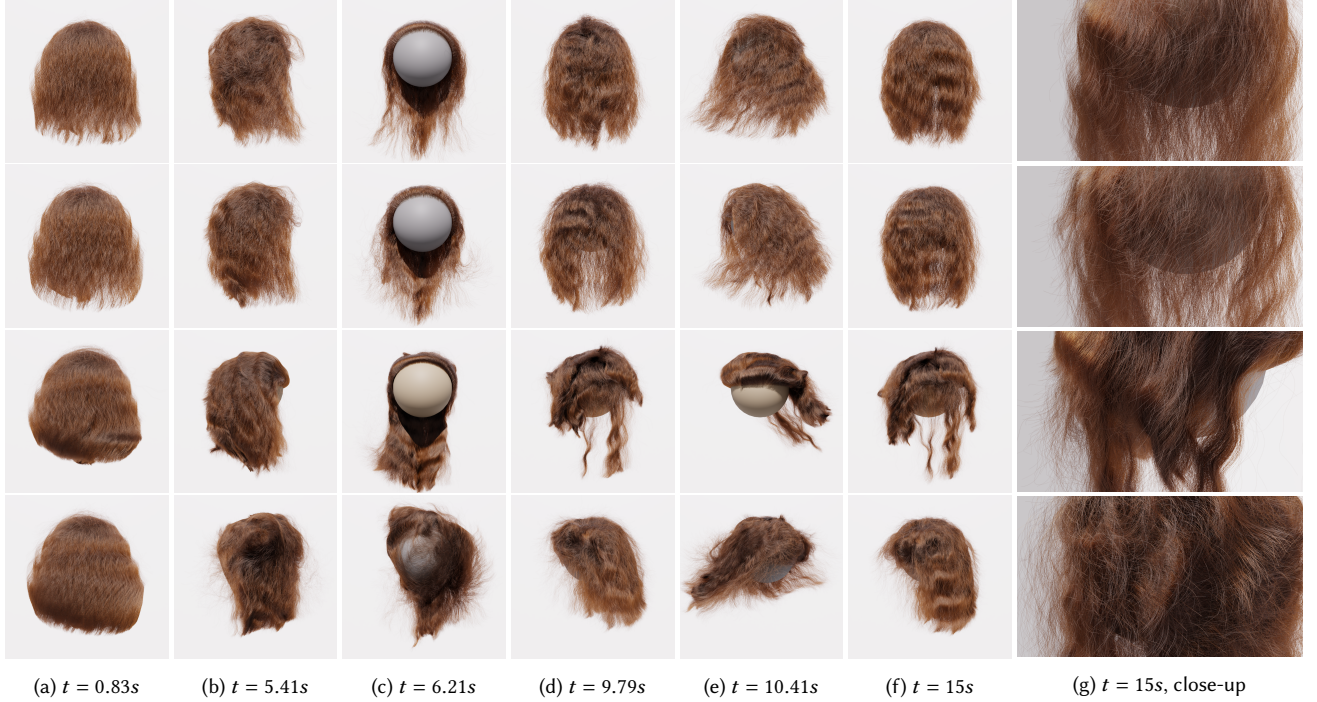 (a) t = 0.83s (b) t = 5.41s (c) t = 6.21s (d) t = 9.79s (e) t = 10.41s (f) t = 15s (g) t = 15s, close-up